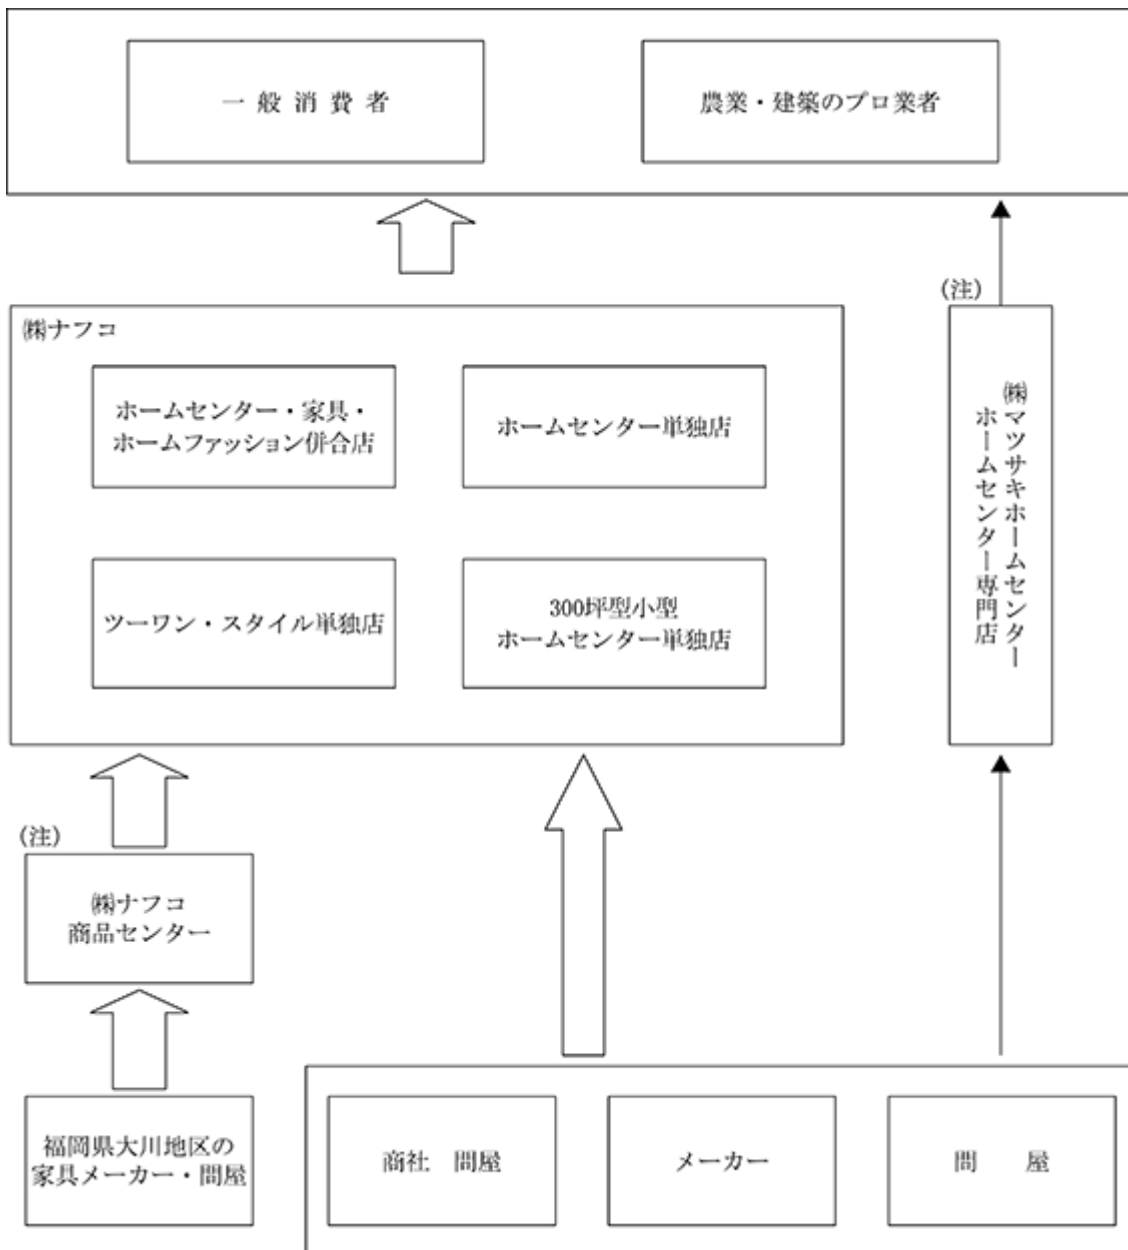 一般消費者
農業・建築のプロ業者
(注)
㈱ナフコ
ホームセンター・家具・
ホームファッション併合店
ホームセンター単独店
ツーワン・スタイル単独店
300坪型小型
ホームセンター単独店
㈱マツサキホームセンター
ホームセンター専門店
(注)
㈱ナフコ
商品センター
福岡県大川地区の
家具メーカー・問屋
商社 問屋
メーカー
問屋